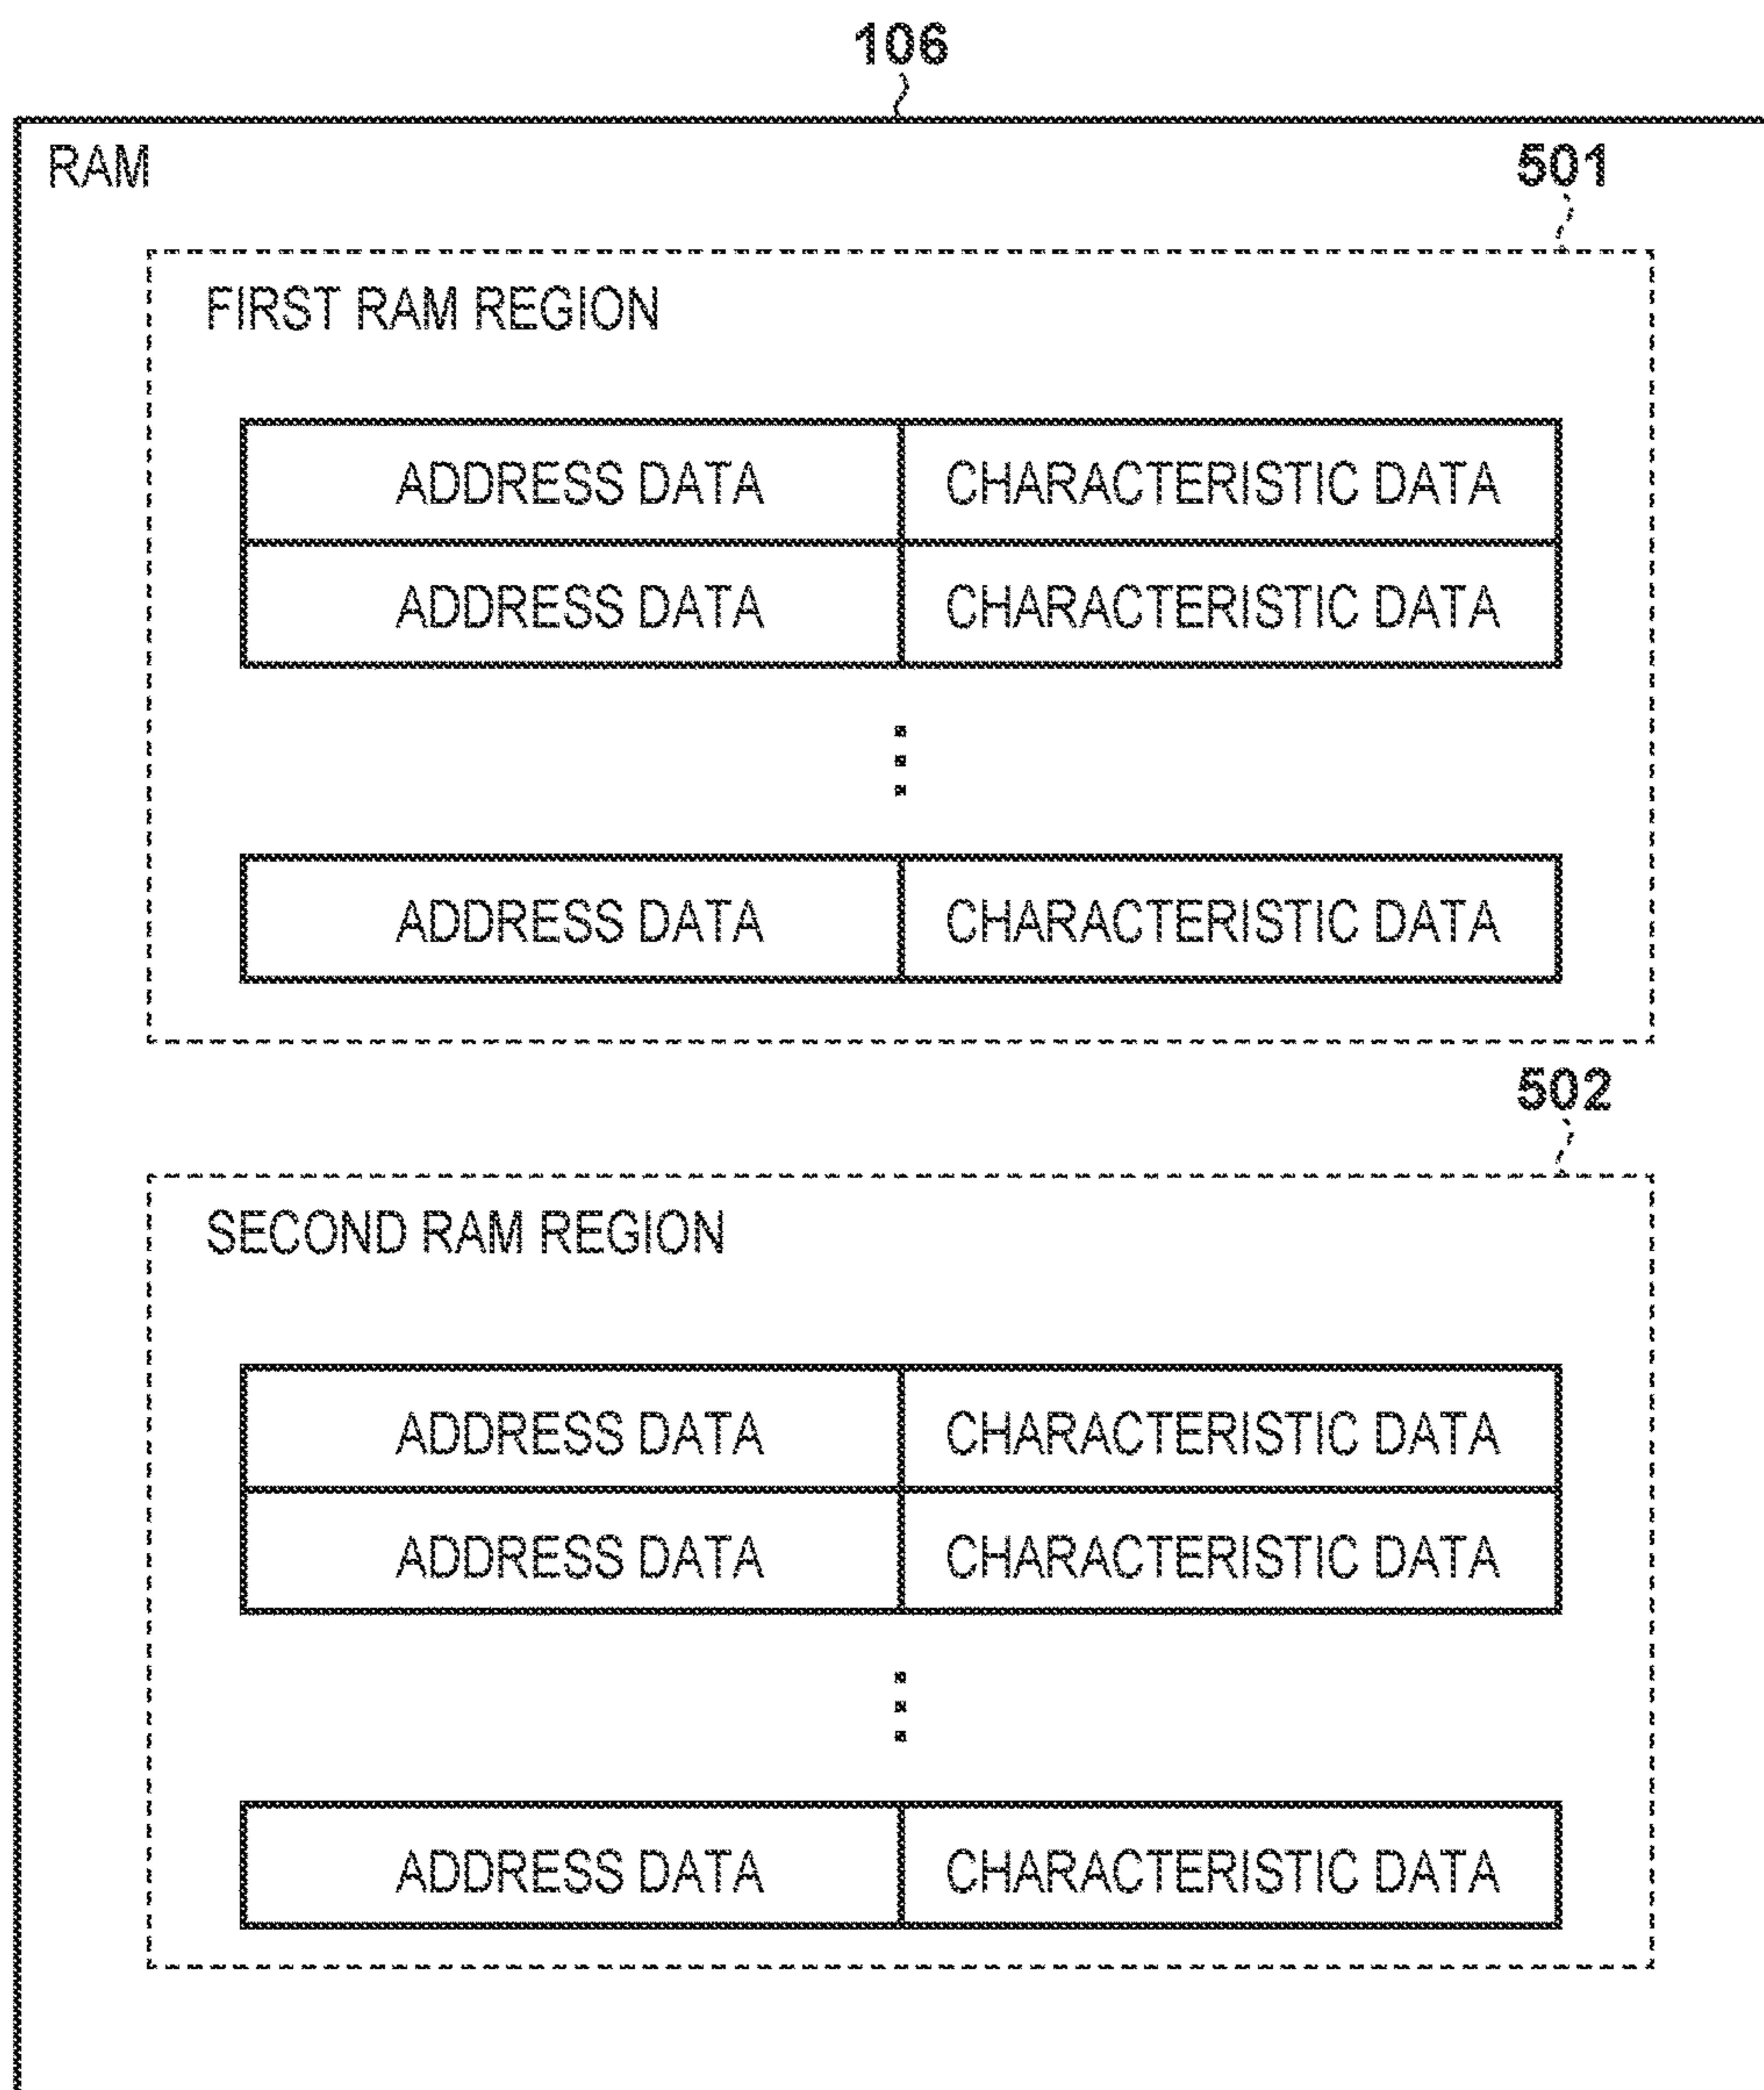 106
RAM
501
FIRST RAM REGION
ADDRESS DATA CHARACTERISTIC DATA
ADDRESS DATA CHARACTERISTIC DATA
ADDRESS DATA CHARACTERISTIC DATA
502
SECOND RAM REGION
ADDRESS DATA CHARACTERISTIC DATA
ADDRESS DATA CHARACTERISTIC DATA
ADDRESS DATA CHARACTERISTIC DATA